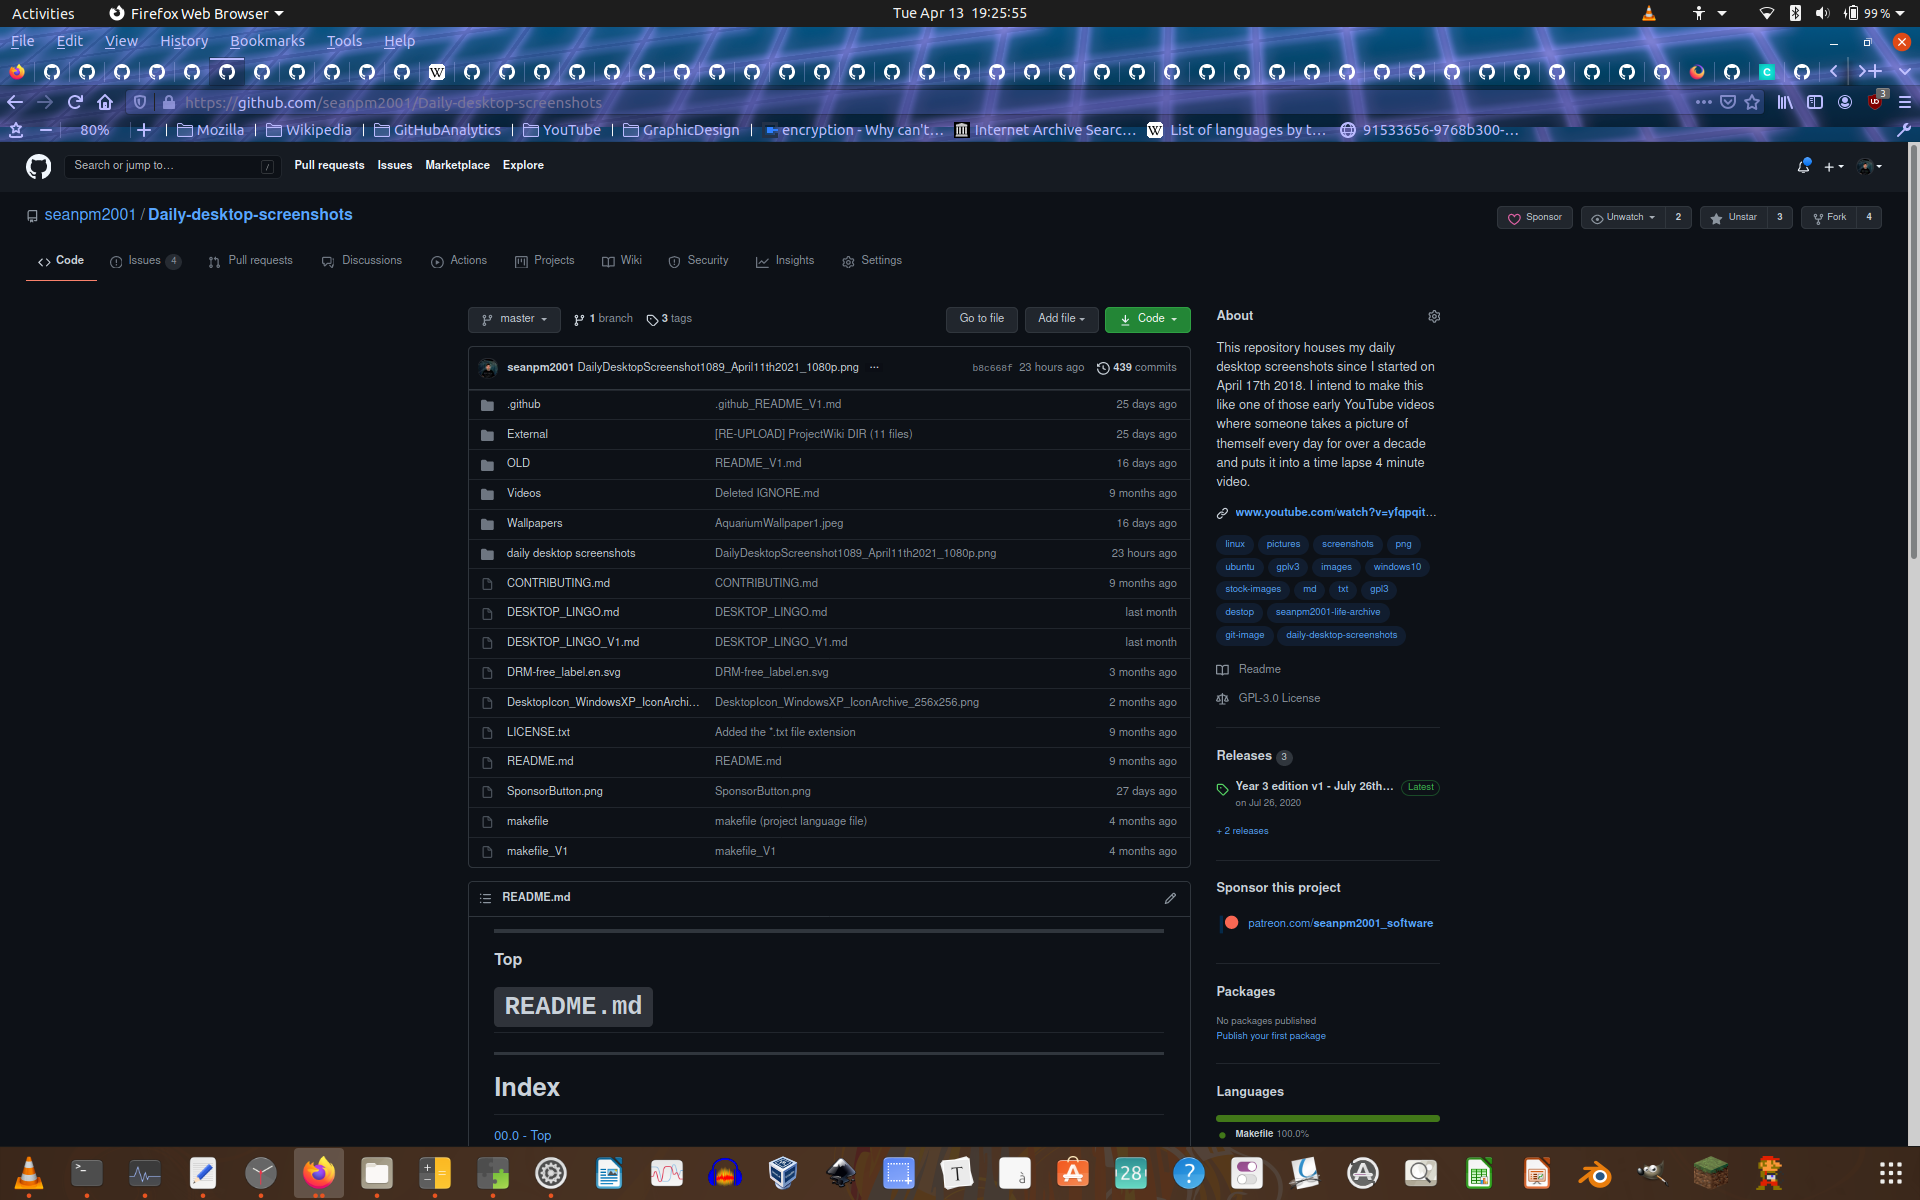 Activities Firefox Web Browser Tue Apr 13 19:25:55 99 %
File Edit View History Bookmarks Tools Help
https://github.com/seanpm2001/Daily-desktop-screenshots 3
80% Mozilla Wikipedia GitHubAnalytics YouTube GraphicDesign encryption - Why can't… Internet Archive Searc… List of languages by t… 91533656-9768b300-…
Search or jump to… / Pull requests Issues Marketplace Explore
seanpm2001 / Daily-desktop-screenshots
Sponsor Unwatch 2 Unstar 3 Fork 4
Code Issues 4 Pull requests Discussions Actions Projects Wiki Security Insights Settings
master 1 branch 3 tags Go to file Add file Code
seanpm2001 DailyDesktopScreenshot1089_April11th2021_1080p.png … b8c668f 23 hours ago 439 commits
.github .github_README_V1.md 25 days ago
External [RE-UPLOAD] ProjectWiki DIR (11 files) 25 days ago
OLD README_V1.md 16 days ago
Videos Deleted IGNORE.md 9 months ago
Wallpapers AquariumWallpaper1.jpeg 16 days ago
daily desktop screenshots DailyDesktopScreenshot1089_April11th2021_1080p.png 23 hours ago
CONTRIBUTING.md CONTRIBUTING.md 9 months ago
DESKTOP_LINGO.md DESKTOP_LINGO.md last month
DESKTOP_LINGO_V1.md DESKTOP_LINGO_V1.md last month
DRM-free_label.en.svg DRM-free_label.en.svg 3 months ago
DesktopIcon_WindowsXP_IconArchi… DesktopIcon_WindowsXP_IconArchive_256x256.png 2 months ago
LICENSE.txt Added the *.txt file extension 9 months ago
README.md README.md 9 months ago
SponsorButton.png SponsorButton.png 27 days ago
makefile makefile (project language file) 4 months ago
makefile_V1 makefile_V1 4 months ago
README.md
Top
README.md
Index
00.0 - Top
About
This repository houses my daily
desktop screenshots since I started on
April 17th 2018. I intend to make this
like one of those early YouTube videos
where someone takes a picture of
themself every day for over a decade
and puts it into a time lapse 4 minute
video.
www.youtube.com/watch?v=yfqpqit…
linux pictures screenshots png
ubuntu gplv3 images windows10
stock-images md txt gpl3
destop seanpm2001-life-archive
git-image daily-desktop-screenshots
Readme
GPL-3.0 License
Releases 3
Year 3 edition v1 - July 26th… Latest
on Jul 26, 2020
+ 2 releases
Sponsor this project
patreon.com/seanpm2001_software
Packages
No packages published
Publish your first package
Languages
Makefile 100.0%